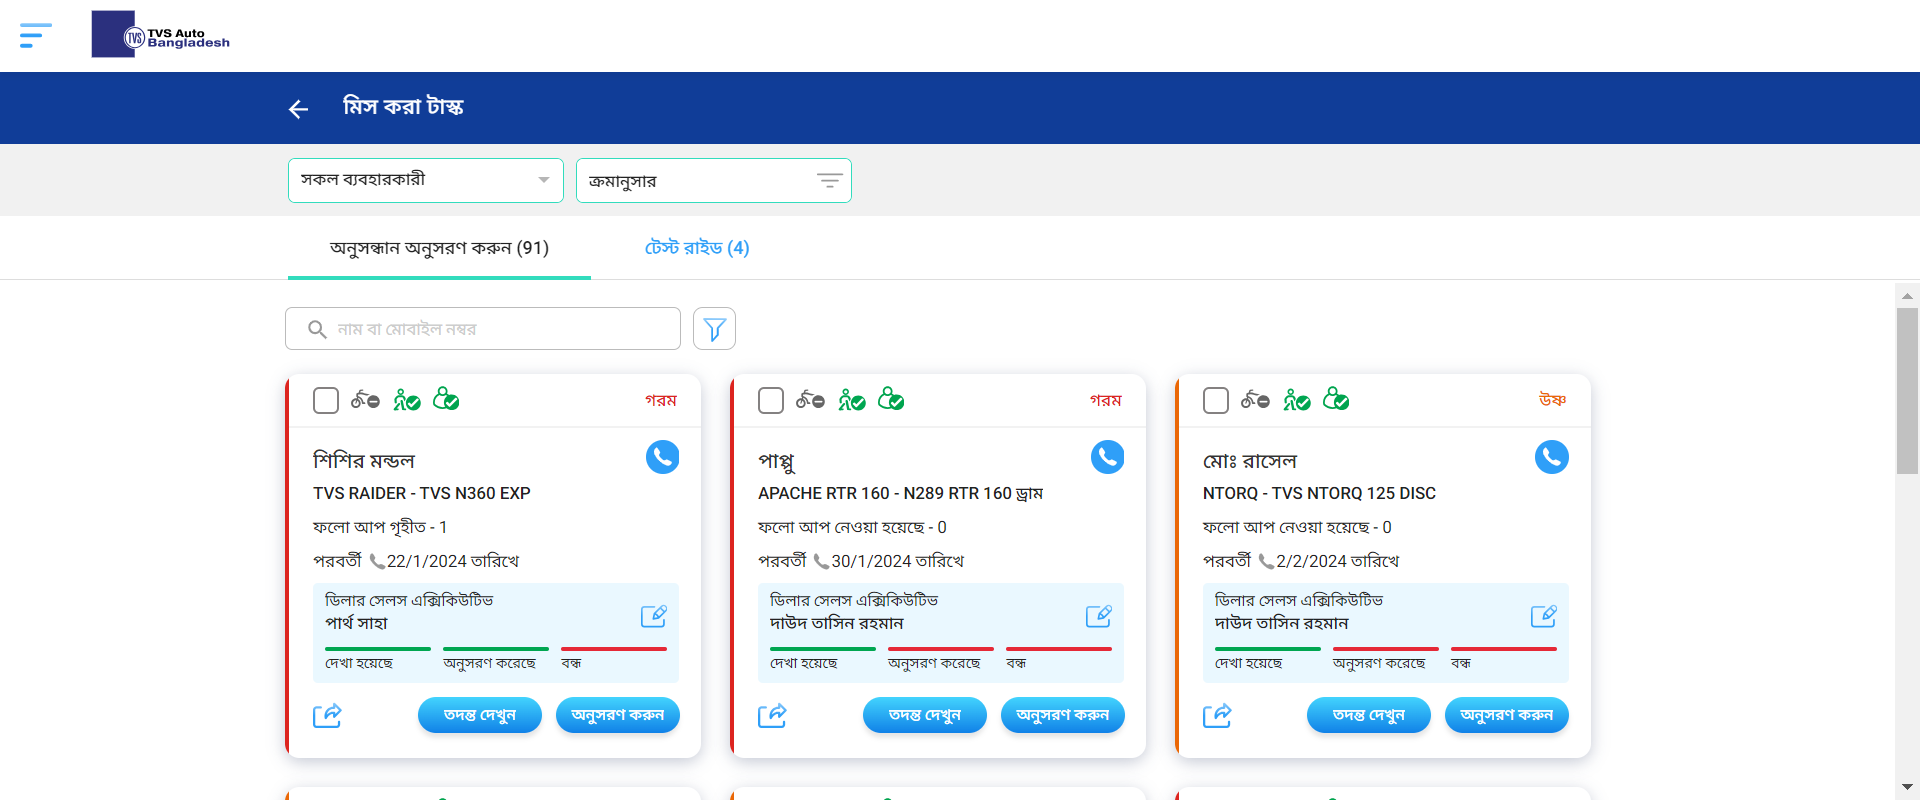 TVS TVS Auto
Bangladesh
মিস করা টাস্ক
সকল ব্যবহারকারী
ক্রমানুসার
অনুসন্ধান অনুসরণ করুন (91)
টেস্ট রাইড (4)
নাম বা মোবাইল নম্বর
গরম
শিশির মন্ডল
TVS RAIDER - TVS N360 EXP
ফলো আপ গৃহীত - 1
পরবর্তী 22/1/2024 তারিখে
ডিলার সেলস এক্সিকিউটিভ
পার্থ সাহা
দেখা হয়েছে অনুসরণ করেছে বন্ধ
তদন্ত দেখুন অনুসরণ করুন
গরম
পাপ্পু
APACHE RTR 160 - N289 RTR 160 ড্রাম
ফলো আপ নেওয়া হয়েছে - 0
পরবর্তী 30/1/2024 তারিখে
ডিলার সেলস এক্সিকিউটিভ
দাউদ তাসিন রহমান
দেখা হয়েছে অনুসরণ করেছে বন্ধ
তদন্ত দেখুন অনুসরণ করুন
উষ্ণ
মোঃ রাসেল
NTORQ - TVS NTORQ 125 DISC
ফলো আপ নেওয়া হয়েছে - 0
পরবর্তী 2/2/2024 তারিখে
ডিলার সেলস এক্সিকিউটিভ
দাউদ তাসিন রহমান
দেখা হয়েছে অনুসরণ করেছে বন্ধ
তদন্ত দেখুন অনুসরণ করুন